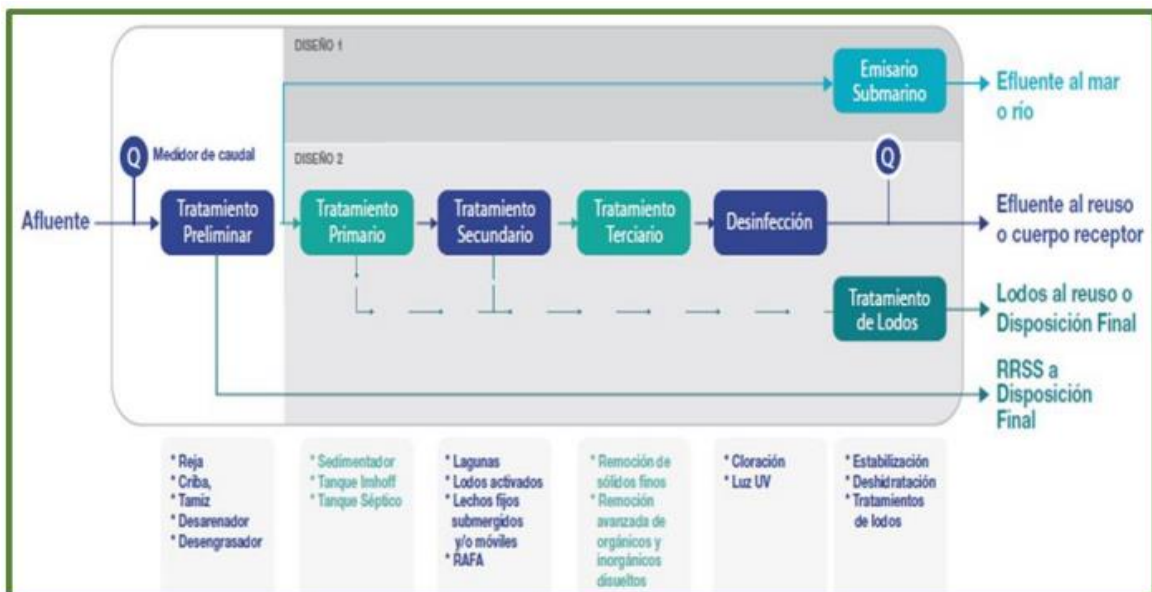 DISEÑO 1
Emisario
Submarino
Efluente al mar
o río
Q
Medidor de caudal
DISEÑO 2
Q
Afluente
Tratamiento
Preliminar
Tratamiento
Primario
Tratamiento
Secundario
Tratamiento
Terciario
Desinfección
Efluente al reuso
o cuerpo receptor
Tratamiento
de Lodos
Lodos al reuso o
Disposición Final
RRSS a
Disposición
Final
* Reja
* Criba,
* Tamiz
* Desarenador
* Desengrasador
* Sedimentador
* Tanque Imhoff
* Tanque Séptico
* Lagunas
* Lodos activados
* Lechos fijos
submergidos
y/o móviles
* RAFA
* Remoción de
sólidos finos
* Remoción
avanzada de
orgánicos y
inorgánicos
disueltos
* Cloración
* Luz UV
* Estabilización
* Deshidratación
* Tratamientos
de lodos